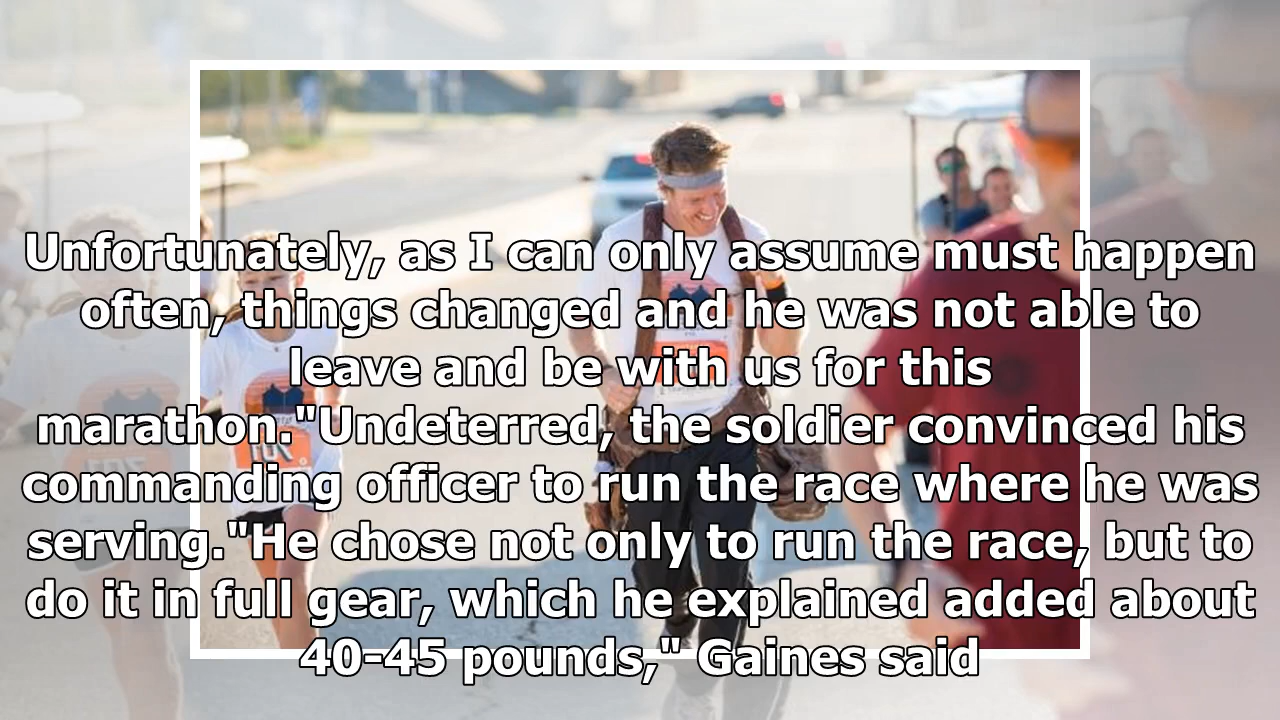 Unfortunately, as I can only assume must happen
often, things changed and he was not able to
leave and be with us for this
marathon."Undeterred, the soldier convinced his
commanding officer to run the race where he was
serving."He chose not only to run the race, but to
do it in full gear, which he explained added about
40-45 pounds," Gaines said